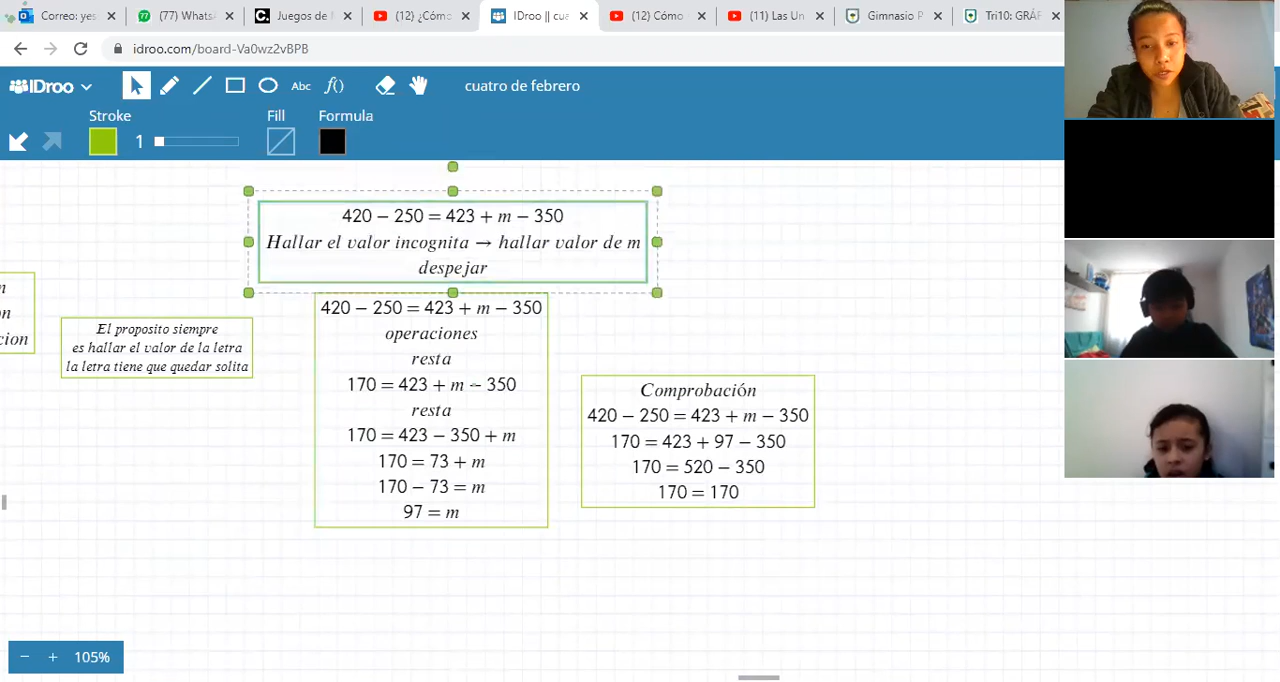 Correo: yes
77
(77) Whats
C.
Juegos de
(12) ¿Cómo
IDroo || cua
(12) Cómo
(11) Las Un
Gimnasio P
Tri10: GRÁF
idroo.com/board-Va0wz2vBPB
IDroo
Abc
f()
cuatro de febrero
Stroke
Fill
Formula
1
420 − 250 = 423 + m − 350
Hallar el valor incognita → hallar valor de m
despejar
n
on
cion
El proposito siempre
es hallar el valor de la letra
la letra tiene que quedar solita
420 − 250 = 423 + m − 350
operaciones
resta
170 = 423 + m − 350
resta
170 = 423 − 350 + m
170 = 73 + m
170 − 73 = m
97 = m
Comprobación
420 − 250 = 423 + m − 350
170 = 423 + 97 − 350
170 = 520 − 350
170 = 170
− + 105%